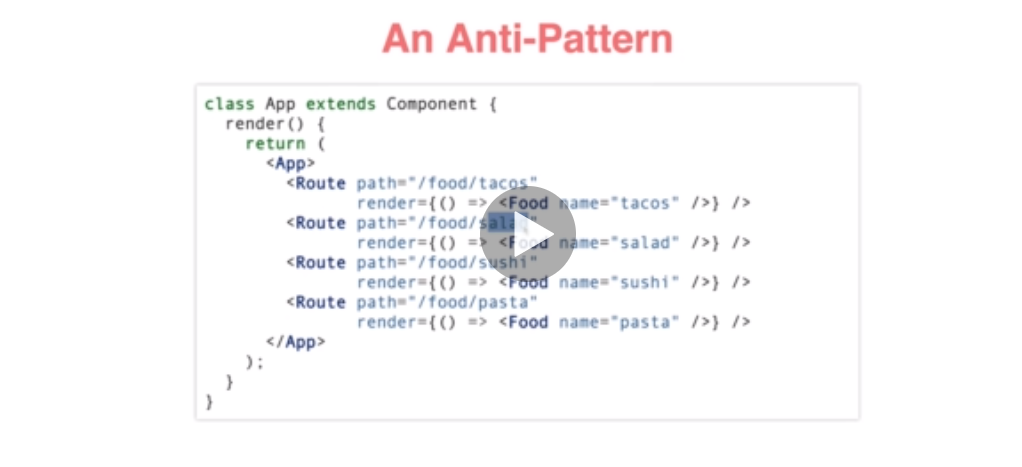 An Anti-Pattern
class App extends Component {
  render() {
    return (
      <App>
        <Route path="/food/tacos"
               render={() => <Food name="tacos" />} />
        <Route path="/food/salad"
               render={() => <Food name="salad" />} />
        <Route path="/food/sushi"
               render={() => <Food name="sushi" />} />
        <Route path="/food/pasta"
               render={() => <Food name="pasta" />} />
      </App>
    );
  }
}